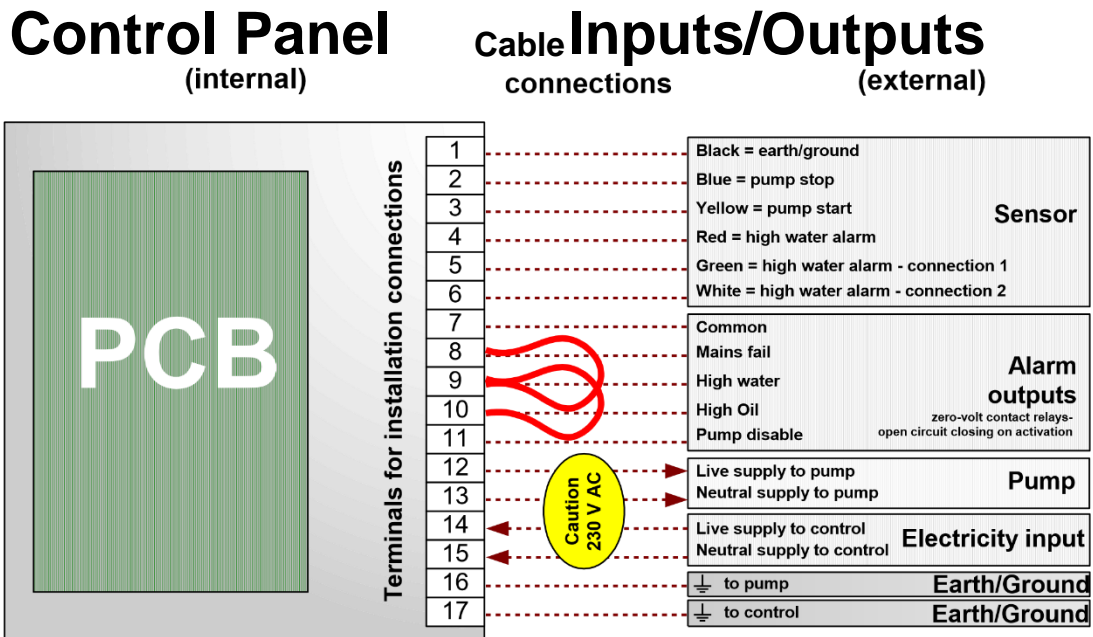 Control Panel
(internal)
Cable Inputs/Outputs
connections
(external)
PCB
Terminals for installation connections
1
2
3
4
5
6
7
8
9
10
11
12
13
14
15
16
17
Caution
230 V AC
Black = earth/ground
Blue = pump stop
Yellow = pump start
Red = high water alarm
Green = high water alarm - connection 1
White = high water alarm - connection 2
Sensor
Common
Mains fail
High water
High Oil
Pump disable
Alarm
outputs
zero-volt contact relays-
open circuit closing on activation
Live supply to pump
Neutral supply to pump
Pump
Live supply to control
Neutral supply to control
Electricity input
to pump
Earth/Ground
to control
Earth/Ground